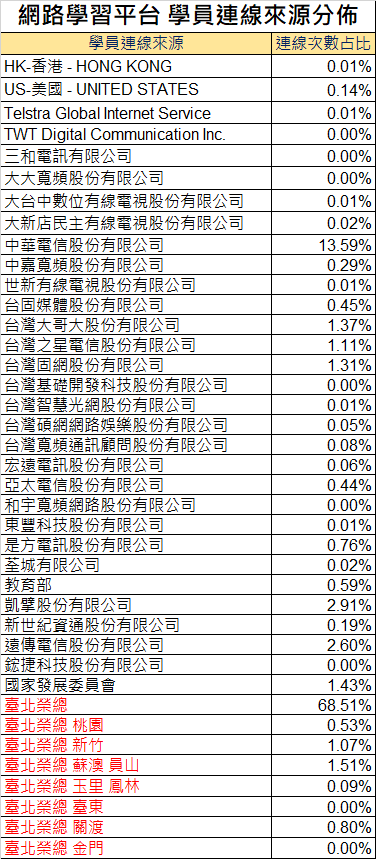 網路學習平台 學員連線來源分佈
學員連線來源 連線次數占比
HK-香港 - HONG KONG 0.01%
US-美國 - UNITED STATES 0.14%
Telstra Global Internet Service 0.01%
TWT Digital Communication Inc. 0.00%
三和電訊有限公司 0.00%
大大寬頻股份有限公司 0.00%
大台中數位有線電視股份有限公司 0.01%
大新店民主有線電視股份有限公司 0.02%
中華電信股份有限公司 13.59%
中嘉寬頻股份有限公司 0.29%
世新有線電視股份有限公司 0.01%
台固媒體股份有限公司 0.45%
台灣大哥大股份有限公司 1.37%
台灣之星電信股份有限公司 1.11%
台灣固網股份有限公司 1.31%
台灣基礎開發科技股份有限公司 0.00%
台灣智慧光網股份有限公司 0.01%
台灣碩網網路娛樂股份有限公司 0.05%
台灣寬頻通訊顧問股份有限公司 0.08%
宏遠電訊股份有限公司 0.06%
亞太電信股份有限公司 0.44%
和宇寬頻網路股份有限公司 0.00%
東豐科技股份有限公司 0.01%
是方電訊股份有限公司 0.76%
荃城有限公司 0.02%
教育部 0.59%
凱擘股份有限公司 2.91%
新世紀資通股份有限公司 0.19%
遠傳電信股份有限公司 2.60%
鋐捷科技股份有限公司 0.00%
國家發展委員會 1.43%
臺北榮總 68.51%
臺北榮總 桃園 0.53%
臺北榮總 新竹 1.07%
臺北榮總 蘇澳 員山 1.51%
臺北榮總 玉里 鳳林 0.09%
臺北榮總 臺東 0.00%
臺北榮總 關渡 0.80%
臺北榮總 金門 0.00%